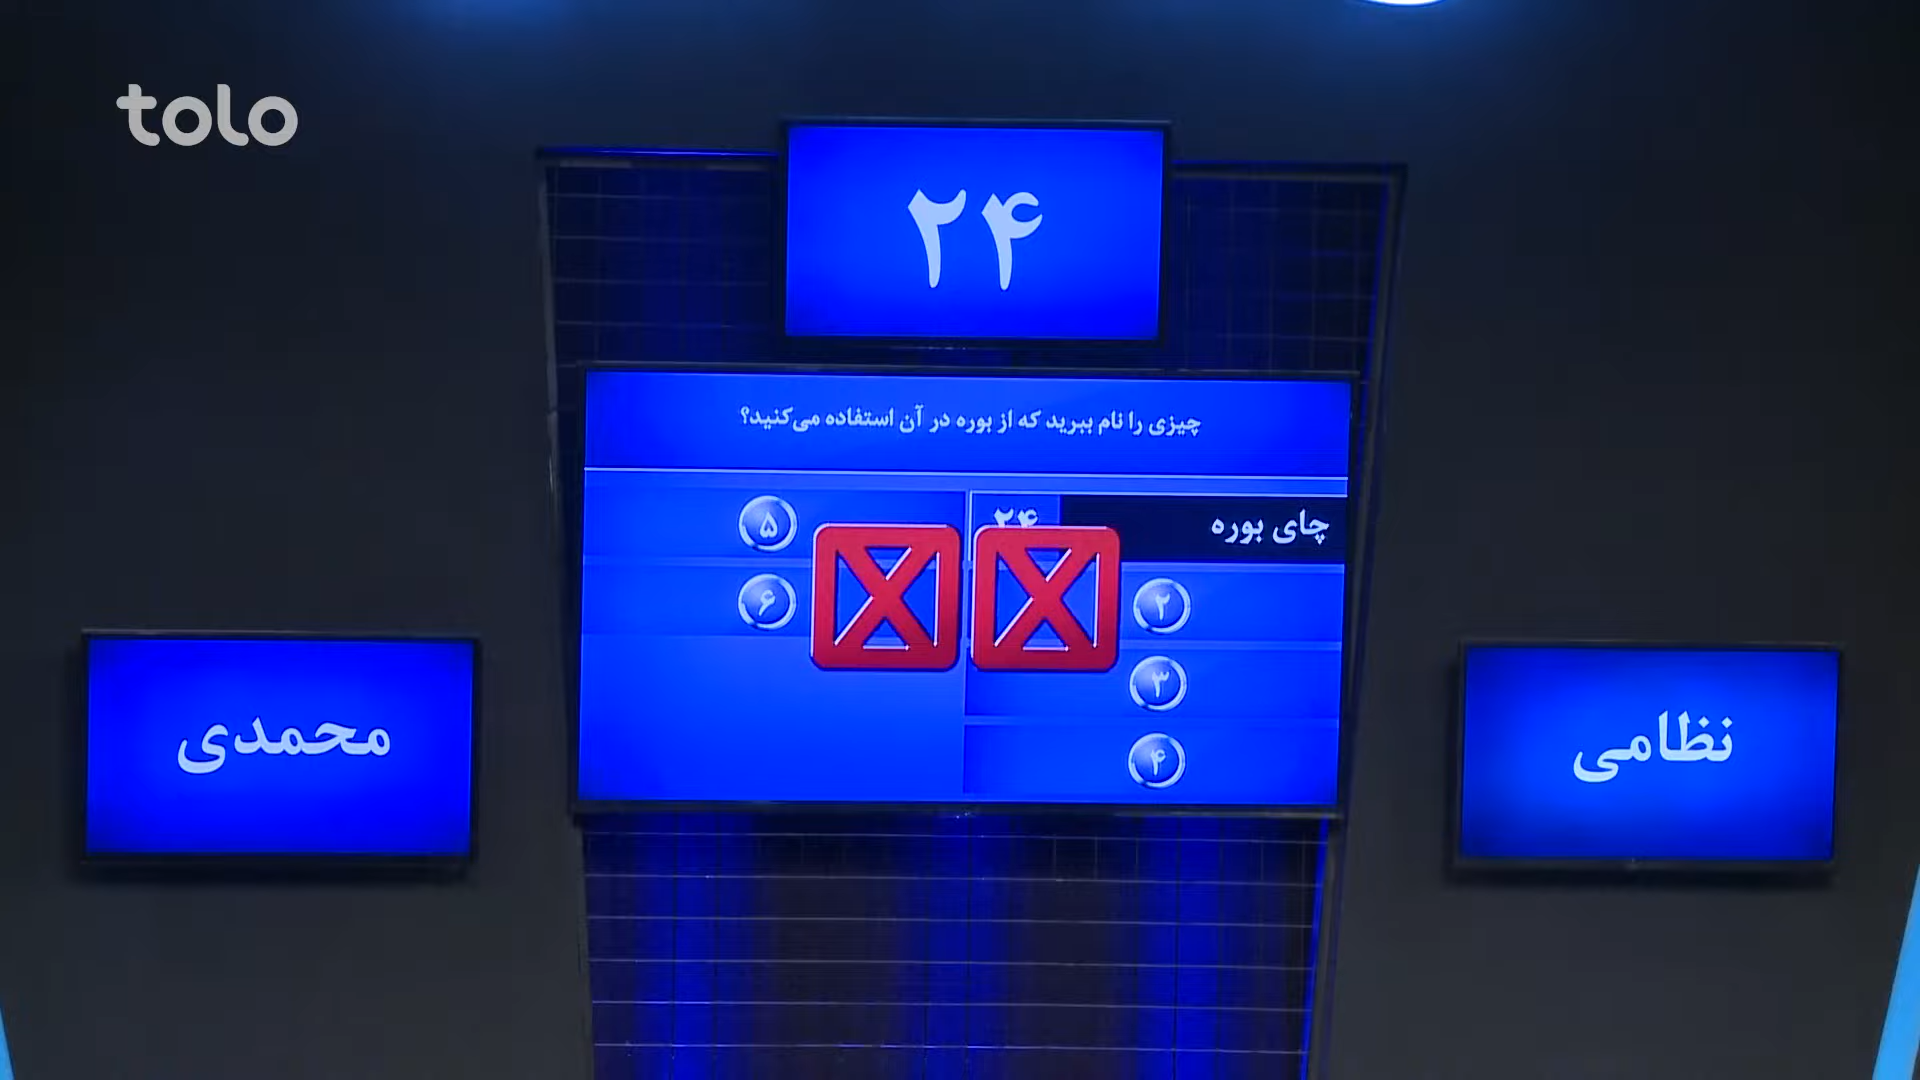 tolo
۲۴
چیزی را نام ببرید که از بوره در آن استفاده می‌کنید؟
چای بوره ۲۴
۲
۳
۴
۵
۶
محمدی
نظامی